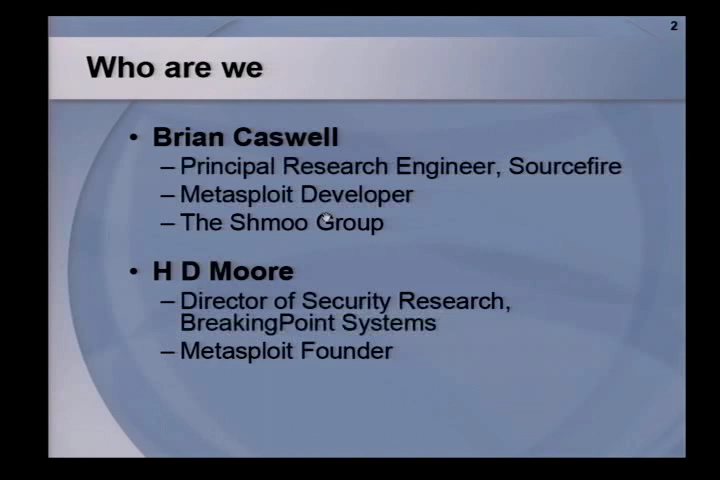 2
Who are we
• Brian Caswell
– Principal Research Engineer, Sourcefire
– Metasploit Developer
– The Shmoo Group
• H D Moore
– Director of Security Research,
BreakingPoint Systems
– Metasploit Founder